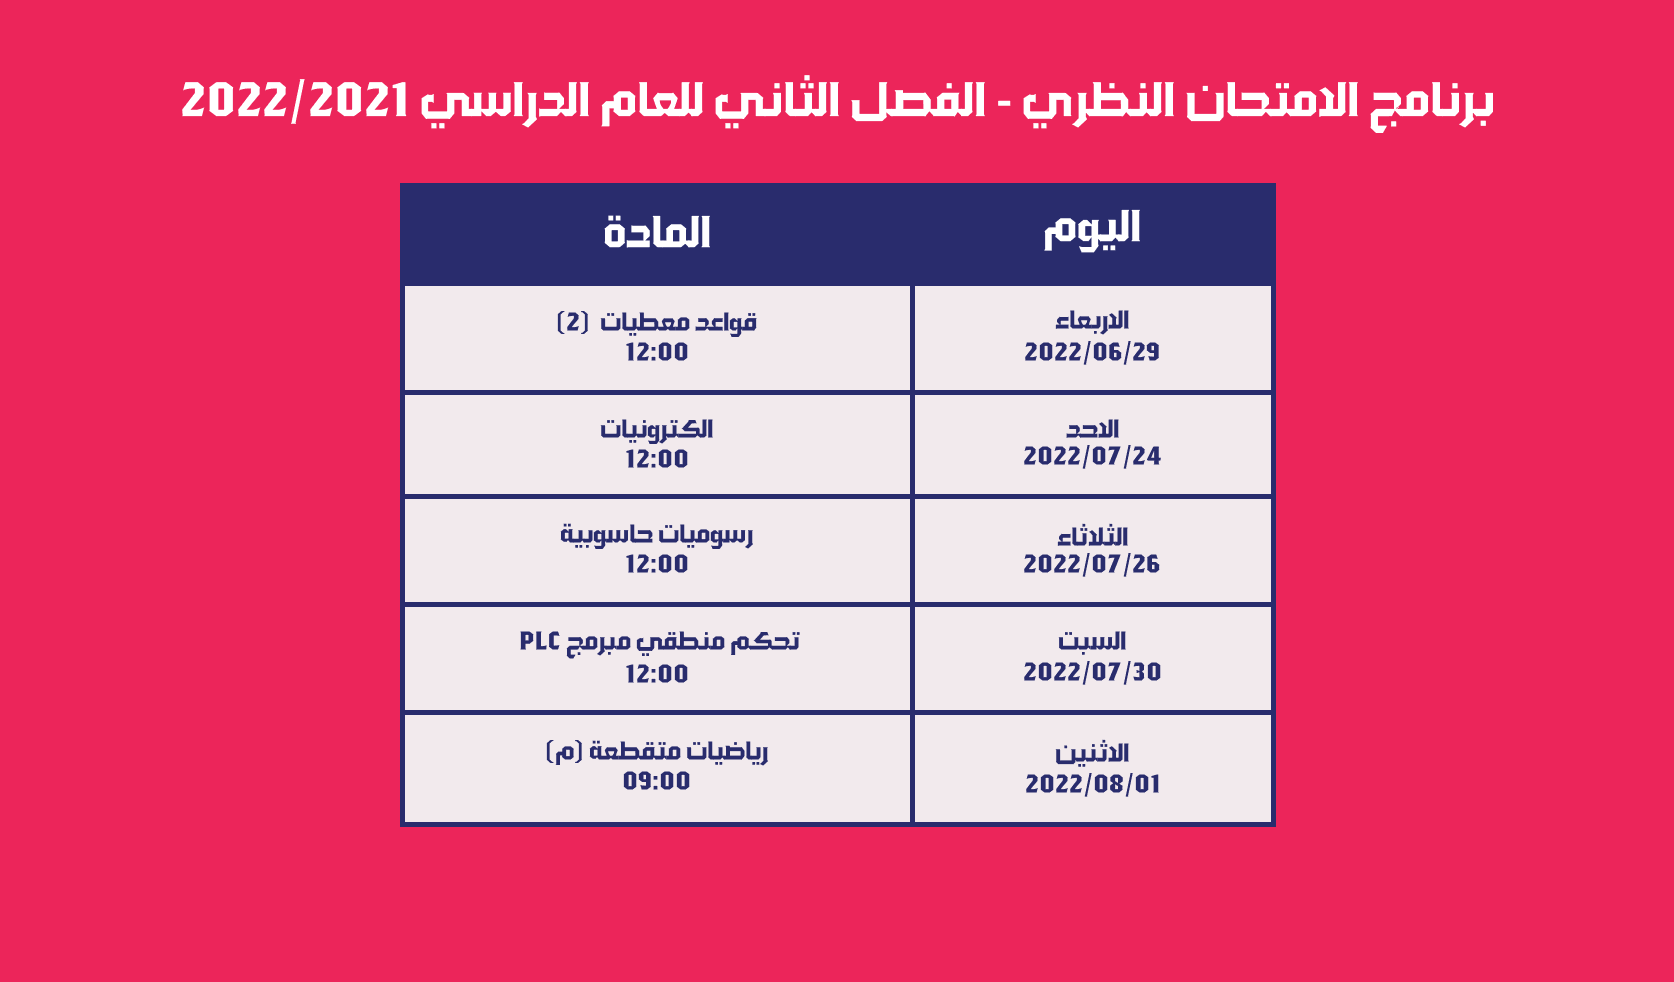 برنامج الامتحان النظري - الفصل الثاني للعام الدراسي 2022/2021
اليوم
المادة
الاربعاء
2022/06/29
قواعد معطيات (2)
12:00
الاحد
2022/07/24
الكترونيات
12:00
الثلاثاء
2022/07/26
رسوميات حاسوبية
12:00
السبت
2022/07/30
تحكم منطقي مبرمج PLC
12:00
الاثنين
2022/08/01
رياضيات متقطعة (م)
09:00